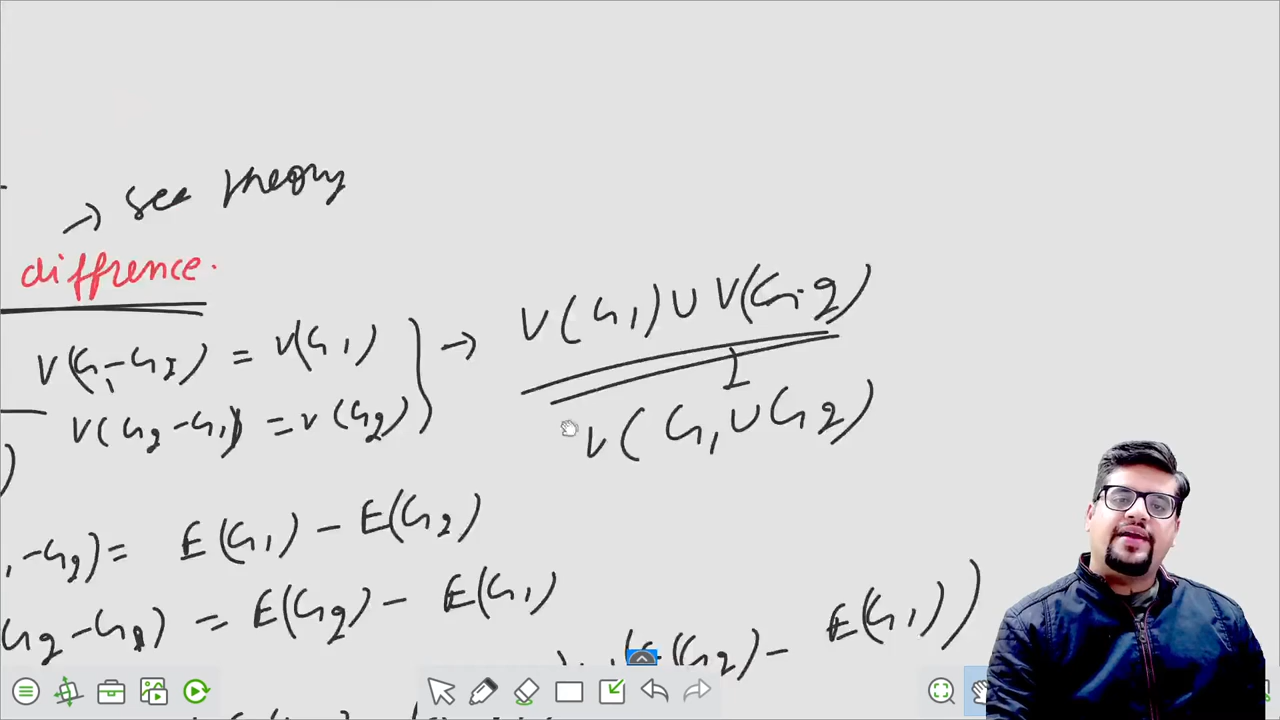 → see theory
diffrence.
V(G1-G2) = V(G1)
V(G2-G1) = V(G2)
→ V(G1) ∪ V(G2)
V(G1 ∪ G2)
-G2) = E(G1) - E(G2)
G2-G1) = E(G2) - E(G1)
(E(G2) - E(G1))